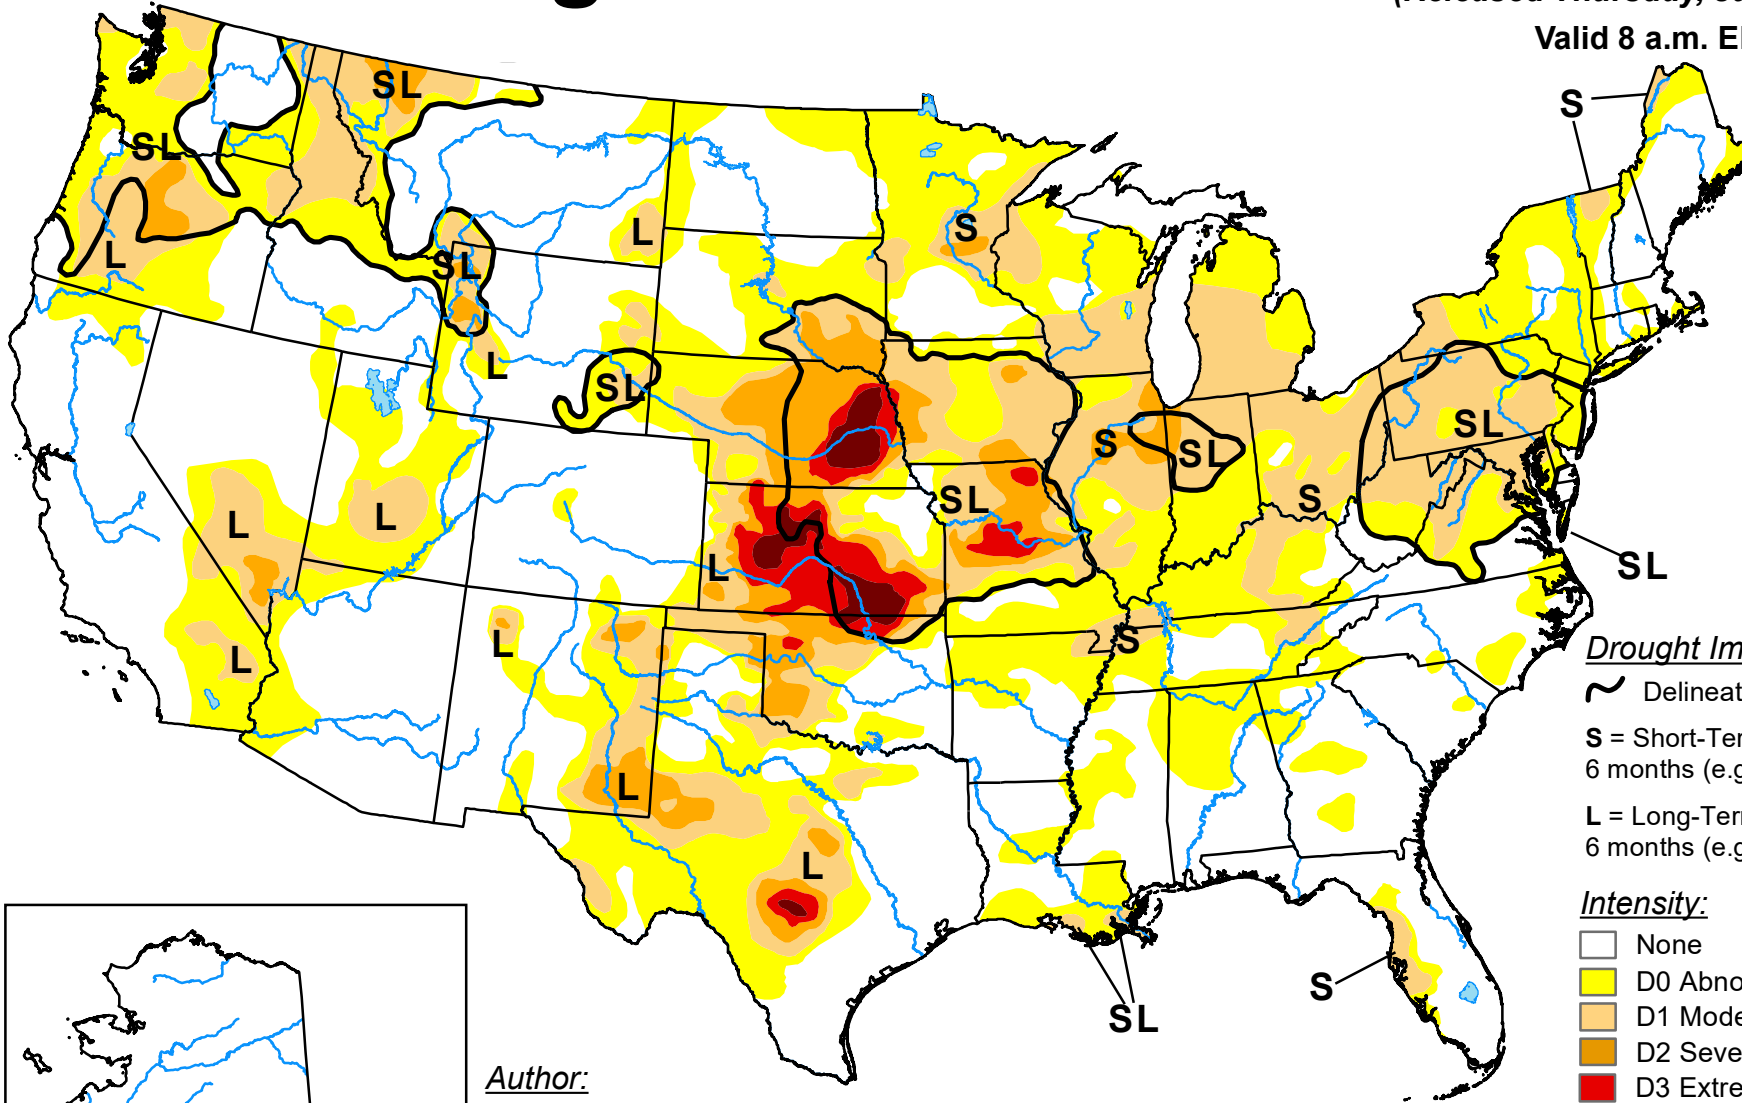 Valid 8 a.m.
SL
S
SL
L
L
S
SL
L
SL
SL
S
SL
S
L
L
SL
S
L
SL
L
L
S
L
L
S
SL
Drought
Delineat
S = Short-Ter
6 months (e.g
L = Long-Ter
6 months (e.g
Intensity:
None
D0 Abno
D1 Mode
D2 Seve
D3 Extre
Author: